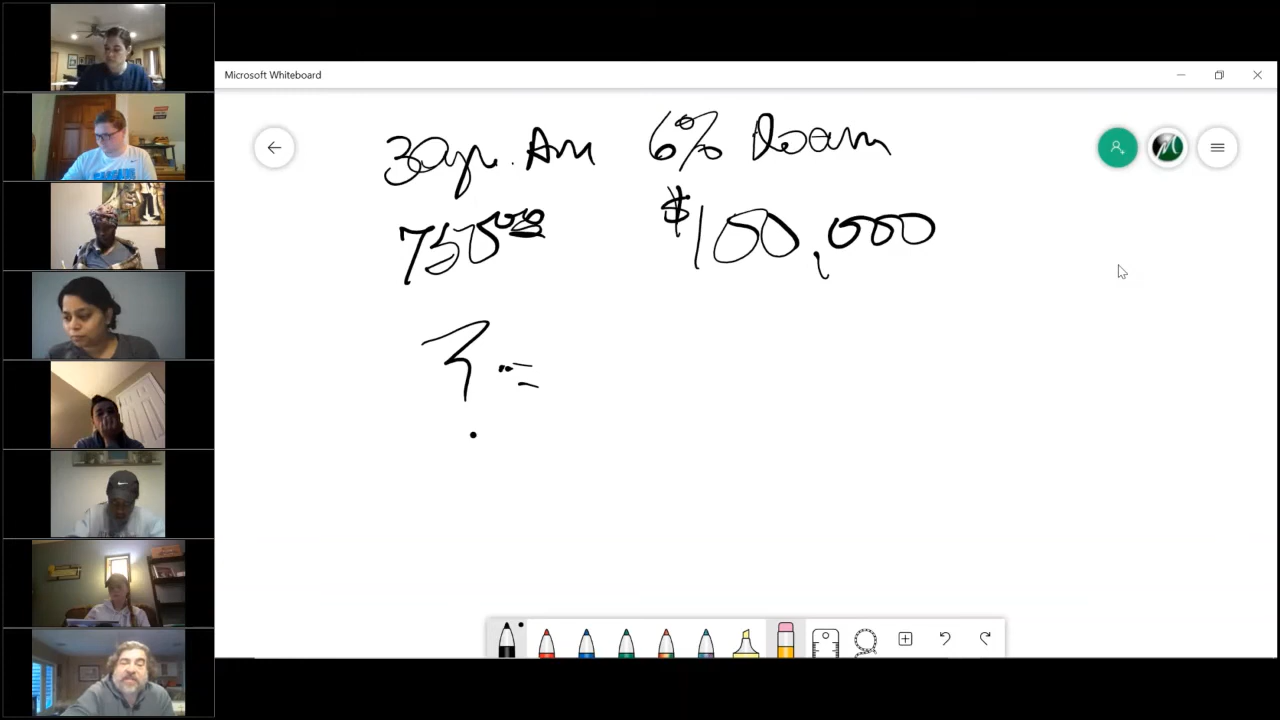 Microsoft Whiteboard
30yr. Am 6% Loan
750.00 $100,000
? =